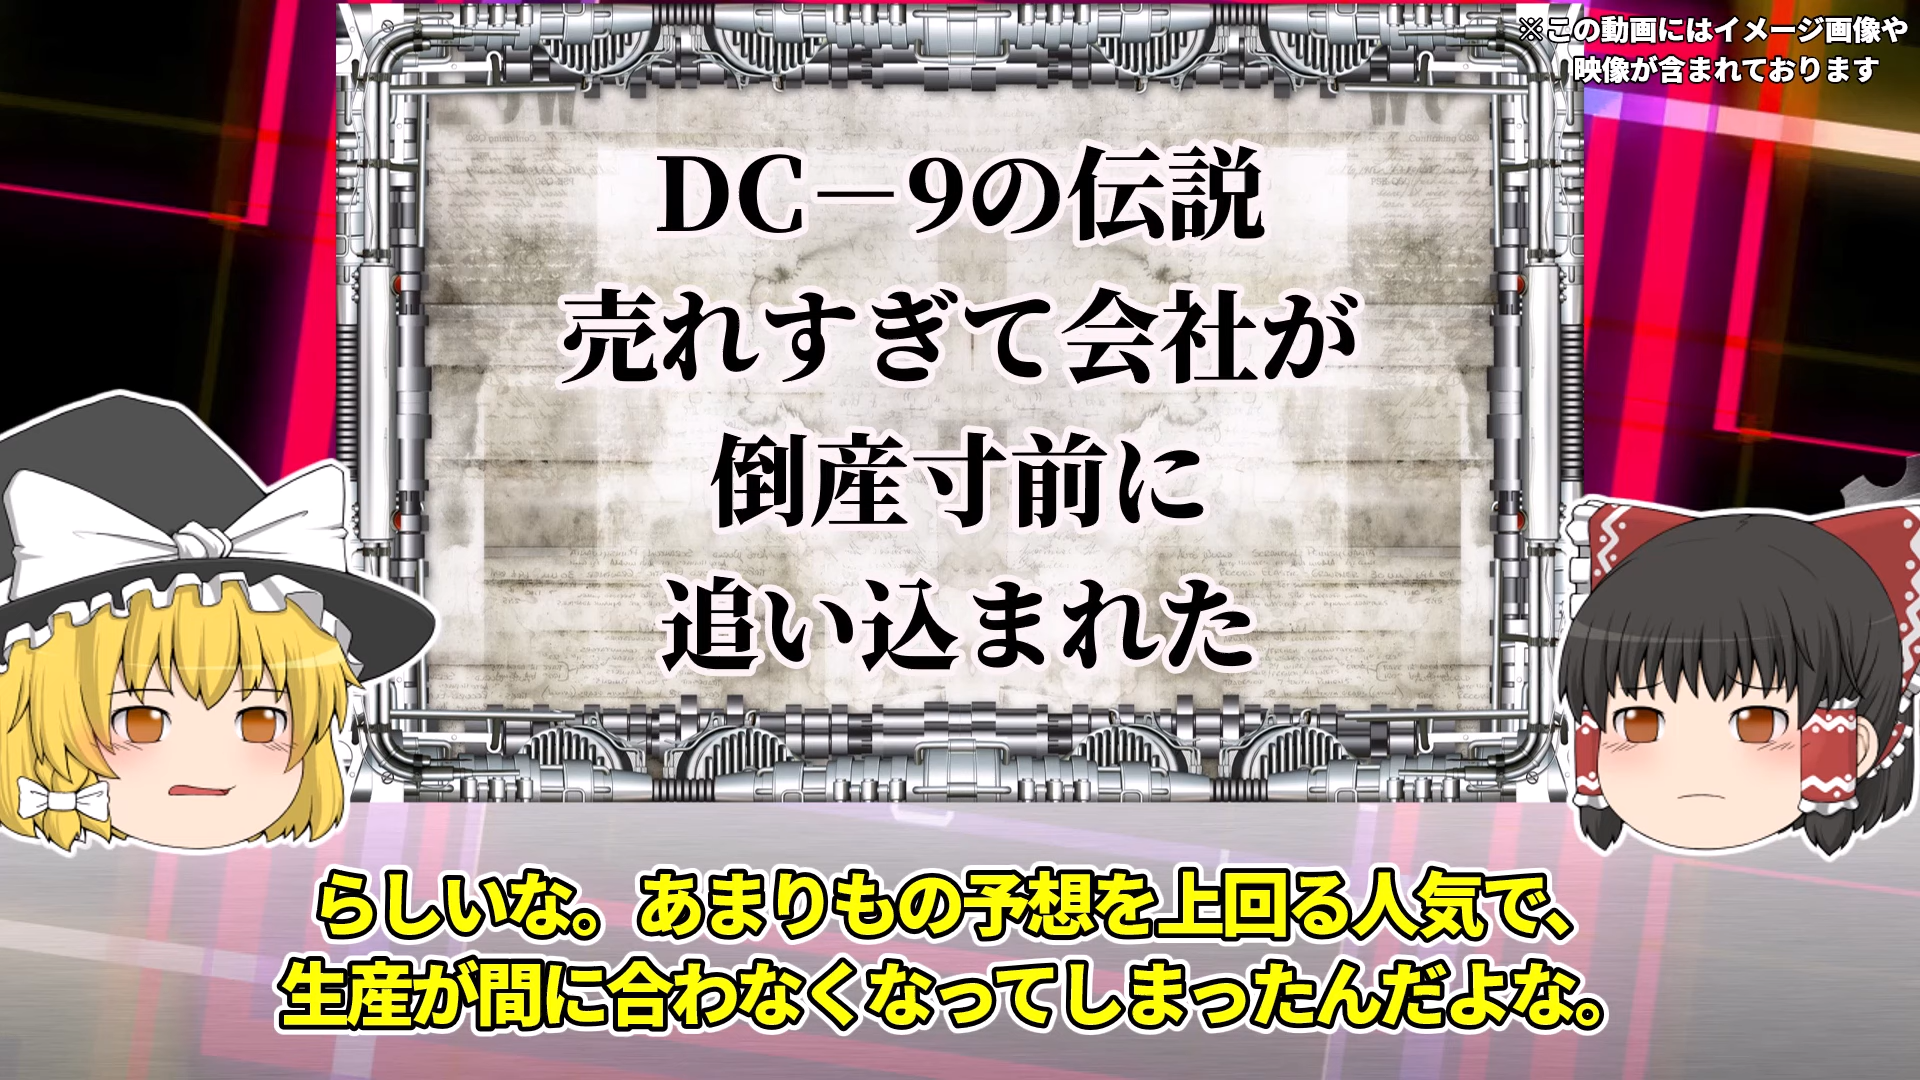 ※この動画にはイメージ画像や
映像が含まれております
DC－9の伝説
売れすぎて会社が
倒産寸前に
追い込まれた
らしいな。あまりもの予想を上回る人気で、
生産が間に合わなくなってしまったんだよな。